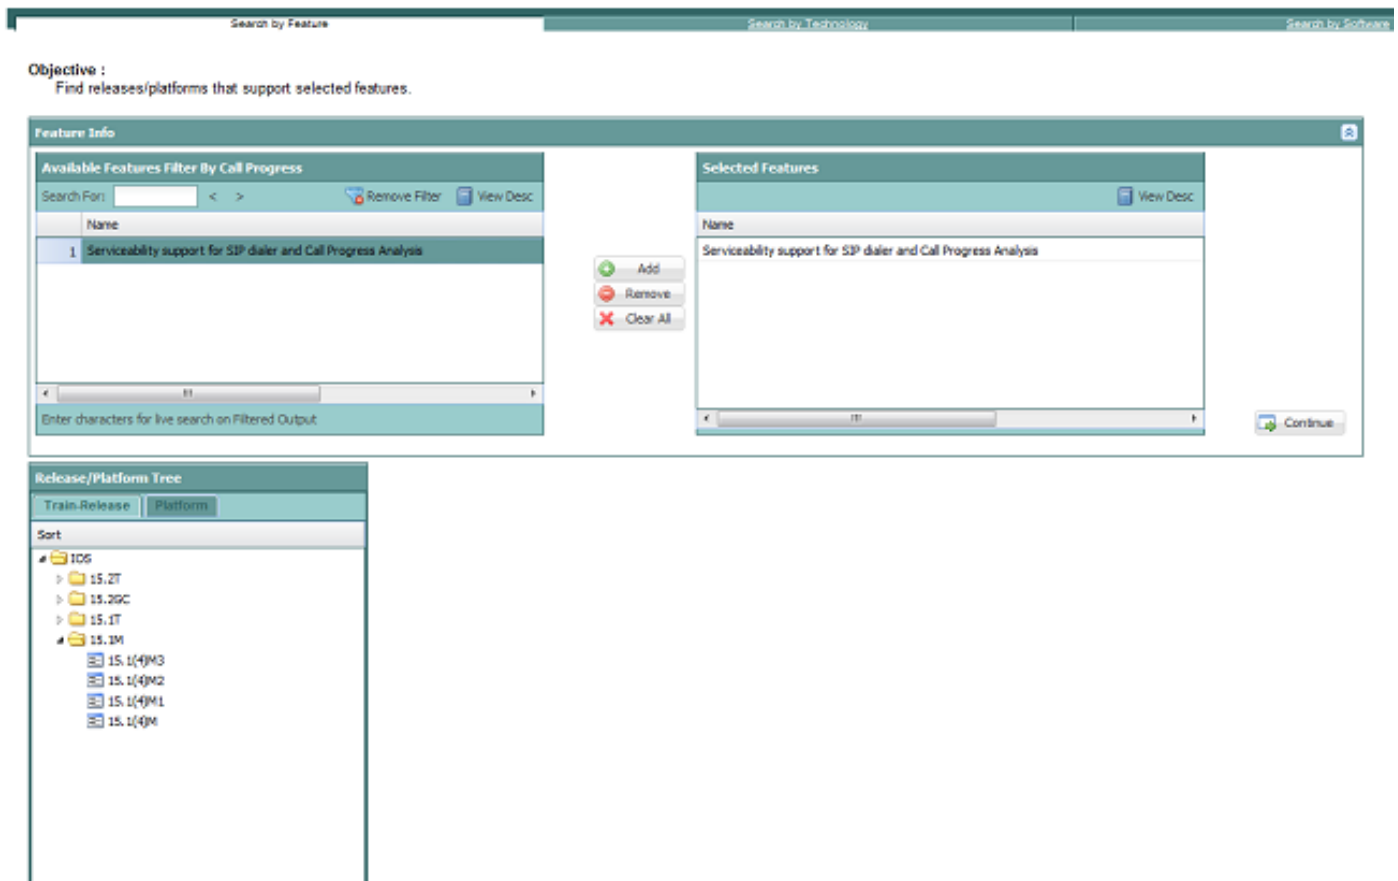 Search by Feature
Search by Technology
Search by Software
Objective :
Find releases/platforms that support selected features.
Feature Info
Available Features Filter By Call Progress
Search For:
<
>
Remove Filter
View Desc
Name
1
Serviceability support for SIP dialer and Call Progress Analysis
Enter characters for live search on Filtered Output
Add
Remove
Clear All
Selected Features
View Desc
Name
Serviceability support for SIP dialer and Call Progress Analysis
Continue
Release/Platform Tree
Train-Release
Platform
Sort
IOS
15.2T
15.2GC
15.1T
15.1M
15.1(4)M3
15.1(4)M2
15.1(4)M1
15.1(4)M